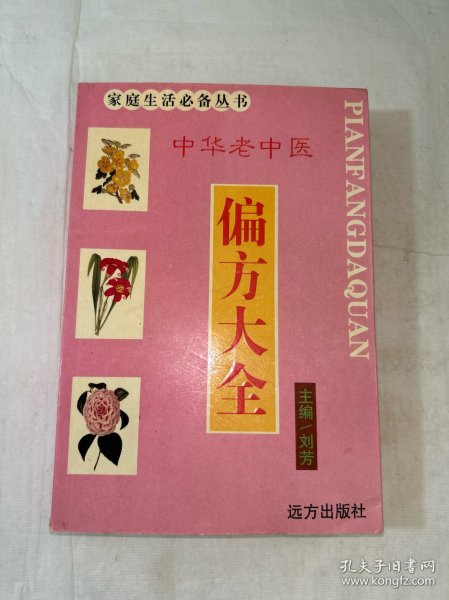 家庭生活必备丛书
中华老中医
偏方大全
PIANFANGDAQUAN
主编/刘芳
远方出版社
孔夫子旧书网
www.kongfz.com